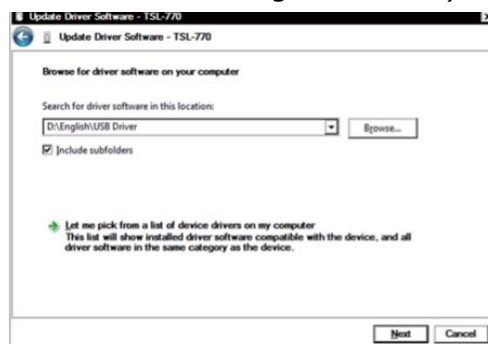 Update Driver Software - TSL-770
Update Driver Software - TSL-770
Browse for driver software on your computer
Search for driver software in this location:
D:\English\USB Driver
Browse...
Include subfolders
Let me pick from a list of device drivers on my computer
This list will show installed driver software compatible with the device, and all
driver software in the same category as the device.
Next Cancel